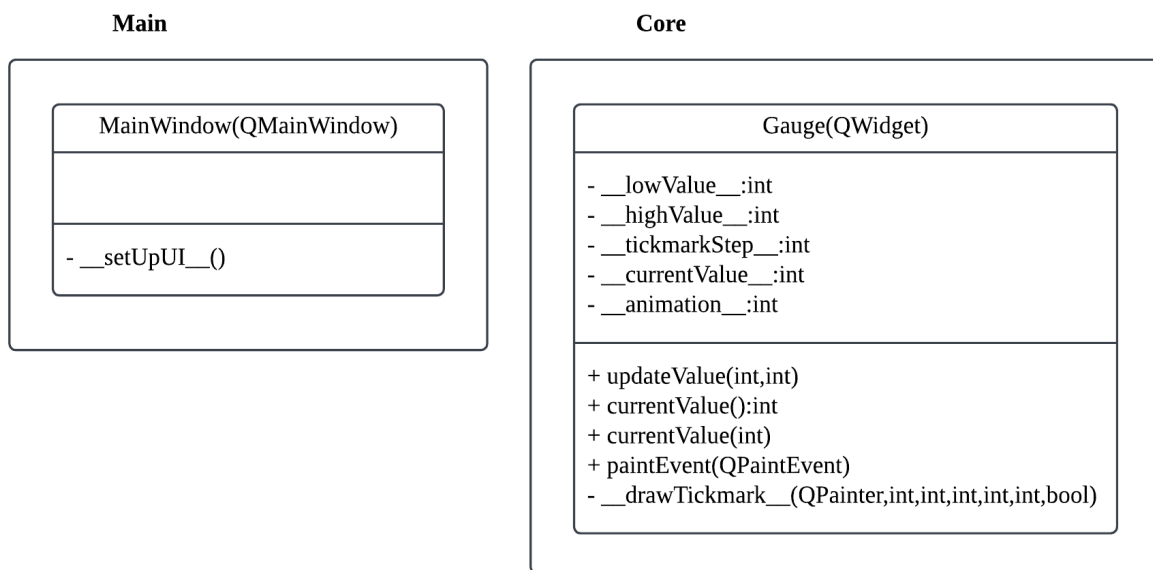 Main
MainWindow(QMainWindow)
- __setUpUI__()
Core
Gauge(QWidget)
- __lowValue__:int
- __highValue__:int
- __tickmarkStep__:int
- __currentValue__:int
- __animation__:int
+ updateValue(int,int)
+ currentValue():int
+ currentValue(int)
+ paintEvent(QPaintEvent)
- __drawTickmark__(QPainter,int,int,int,int,int,bool)